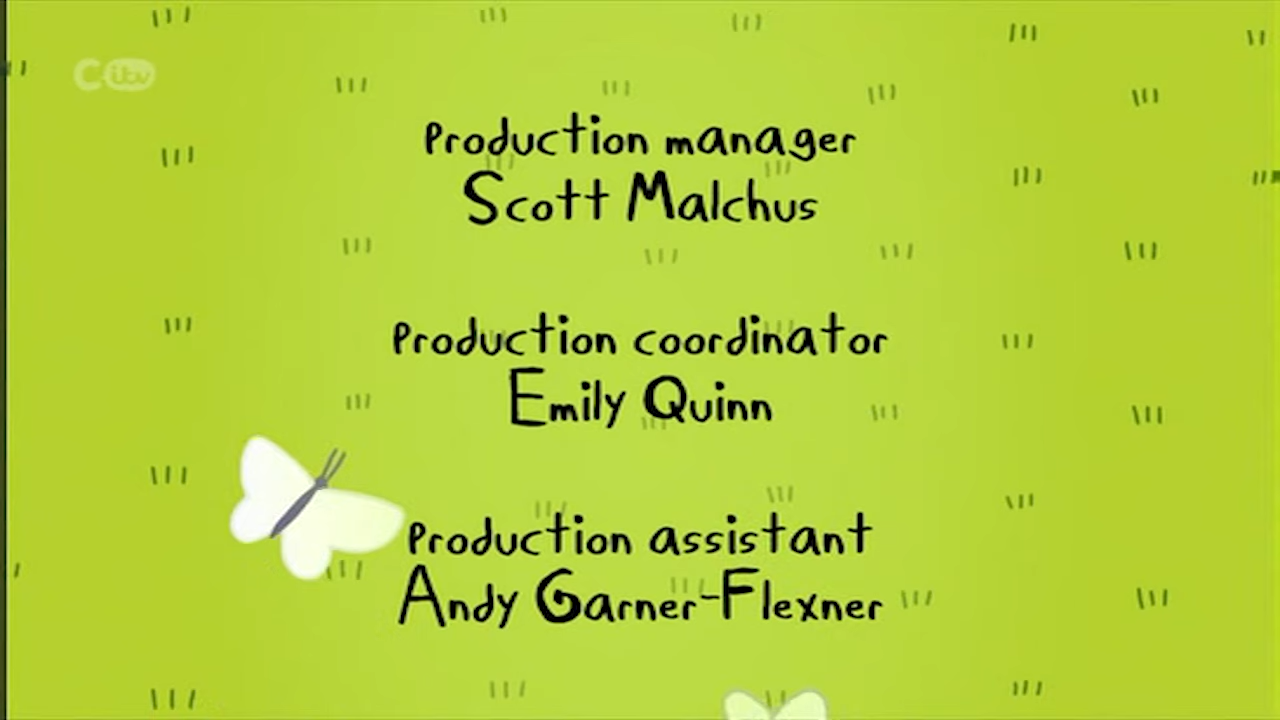 Citv
Production manager
Scott Malchus
Production coordinator
Emily Quinn
Production assistant
Andy Garner-Flexner